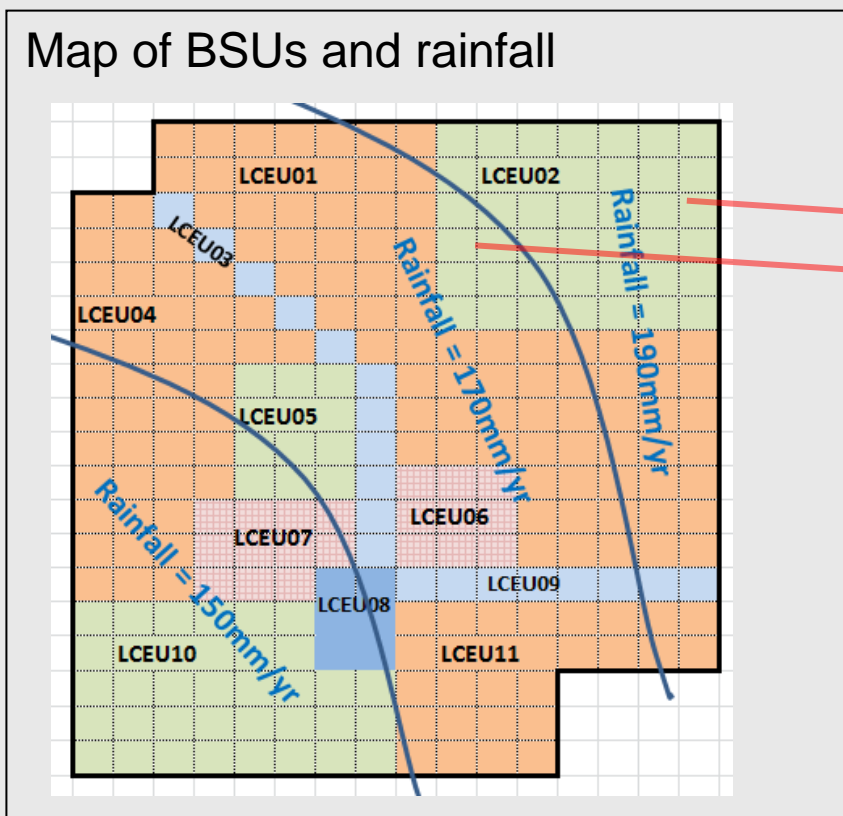 Map of BSUs and rainfall
LCEU01
LCEU02
LCEU03
Rainfall = 190mm/yr
Rainfall = 170mm/yr
LCEU04
LCEU05
Rainfall = 150mm/yr
LCEU06
LCEU07
LCEU09
LCEU08
LCEU10
LCEU11